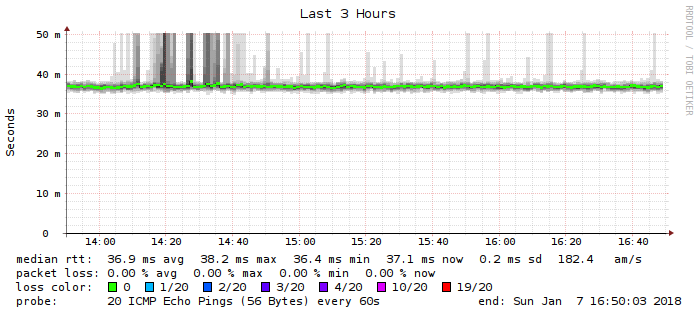 Last 3 Hours
RRDTOOL / TOBI OETIKER
Seconds
50 m
40 m
30 m
20 m
10 m
0
14:00 14:20 14:40 15:00 15:20 15:40 16:00 16:20 16:40
median rtt: 36.9 ms avg 38.2 ms max 36.4 ms min 37.1 ms now 0.2 ms sd 182.4 am/s
packet loss: 0.00 % avg 0.00 % max 0.00 % min 0.00 % now
loss color: 0 1/20 2/20 3/20 4/20 10/20 19/20
probe: 20 ICMP Echo Pings (56 Bytes) every 60s end: Sun Jan 7 16:50:03 2018